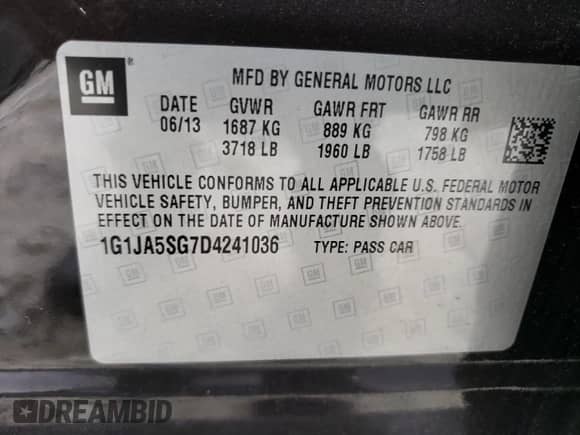 GM ®
MFD BY GENERAL MOTORS LLC
DATE GVWR GAWR FRT GAWR RR
06/13 1687 KG 889 KG 798 KG
3718 LB 1960 LB 1758 LB
THIS VEHICLE CONFORMS TO ALL APPLICABLE U.S. FEDERAL MOTOR
VEHICLE SAFETY, BUMPER, AND THEFT PREVENTION STANDARDS IN
EFFECT ON THE DATE OF MANUFACTURE SHOWN ABOVE.
1G1JA5SG7D4241036 TYPE: PASS CAR
DREAMBID